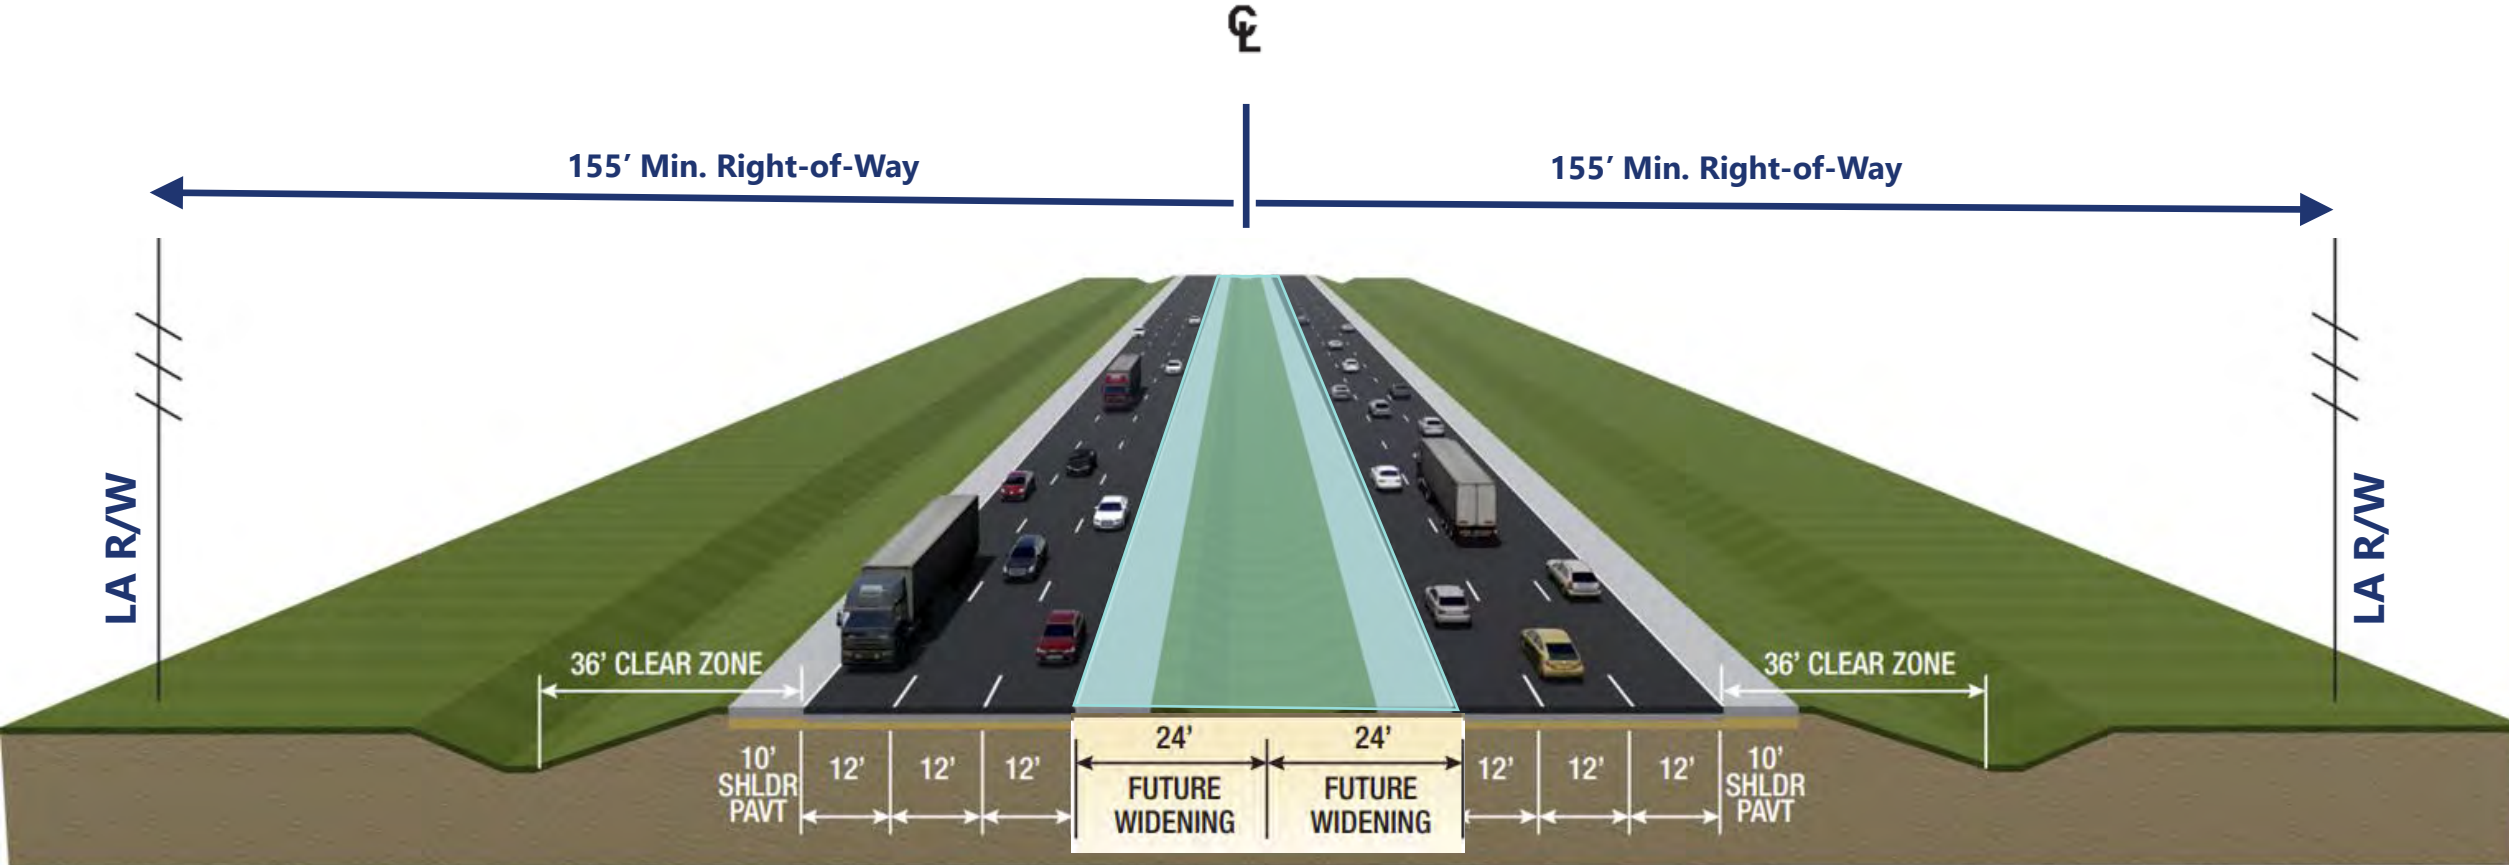 ℄
155’ Min. Right-of-Way
155’ Min. Right-of-Way
LA R/W
LA R/W
36’ CLEAR ZONE
36’ CLEAR ZONE
10’
SHLDR
PAVT
12’
12’
12’
24’
FUTURE
WIDENING
24’
FUTURE
WIDENING
12’
12’
12’
10’
SHLDR
PAVT